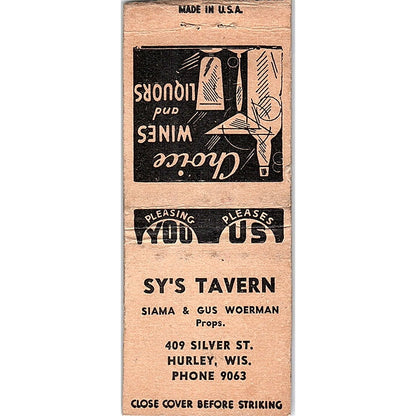 MADE IN U.S.A.
Choice
WINES
and
LIQUORS
PLEASING PLEASES
YOU US
SY'S TAVERN
SIAMA & GUS WOERMAN
Props.
409 SILVER ST.
HURLEY, WIS.
PHONE 9063
CLOSE COVER BEFORE STRIKING